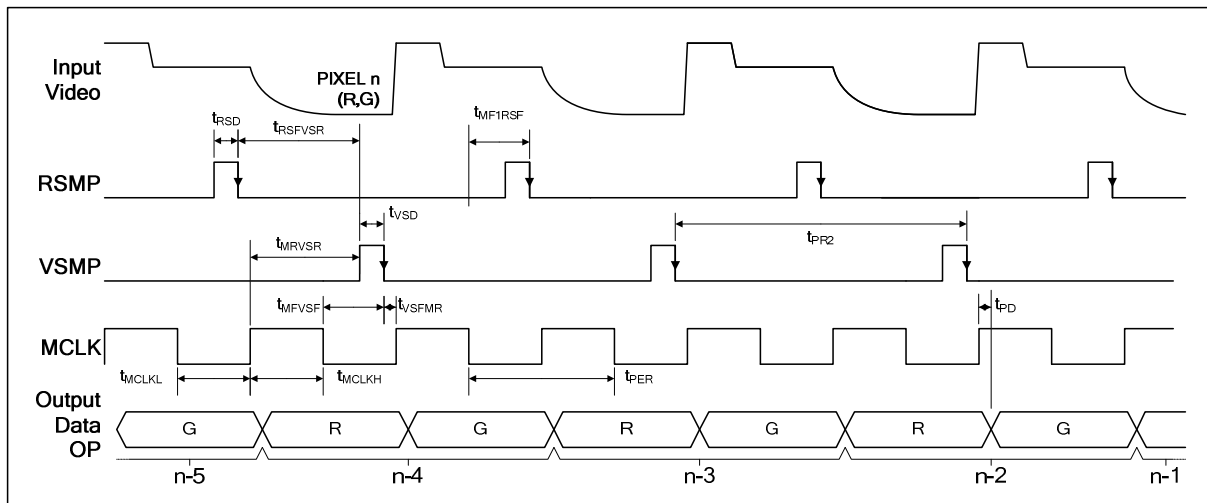 Input
Video
PIXEL n
(R,G)
tRSD
tRSFVSR
tMF1RSF
RSMP
tVSD
tMRVSR
tPR2
VSMP
tMFVSF
tVSFMR
tPD
MCLK
tMCLKL
tMCLKH
tPER
Output
Data
OP
G R G R G R G
n-5 n-4 n-3 n-2 n-1